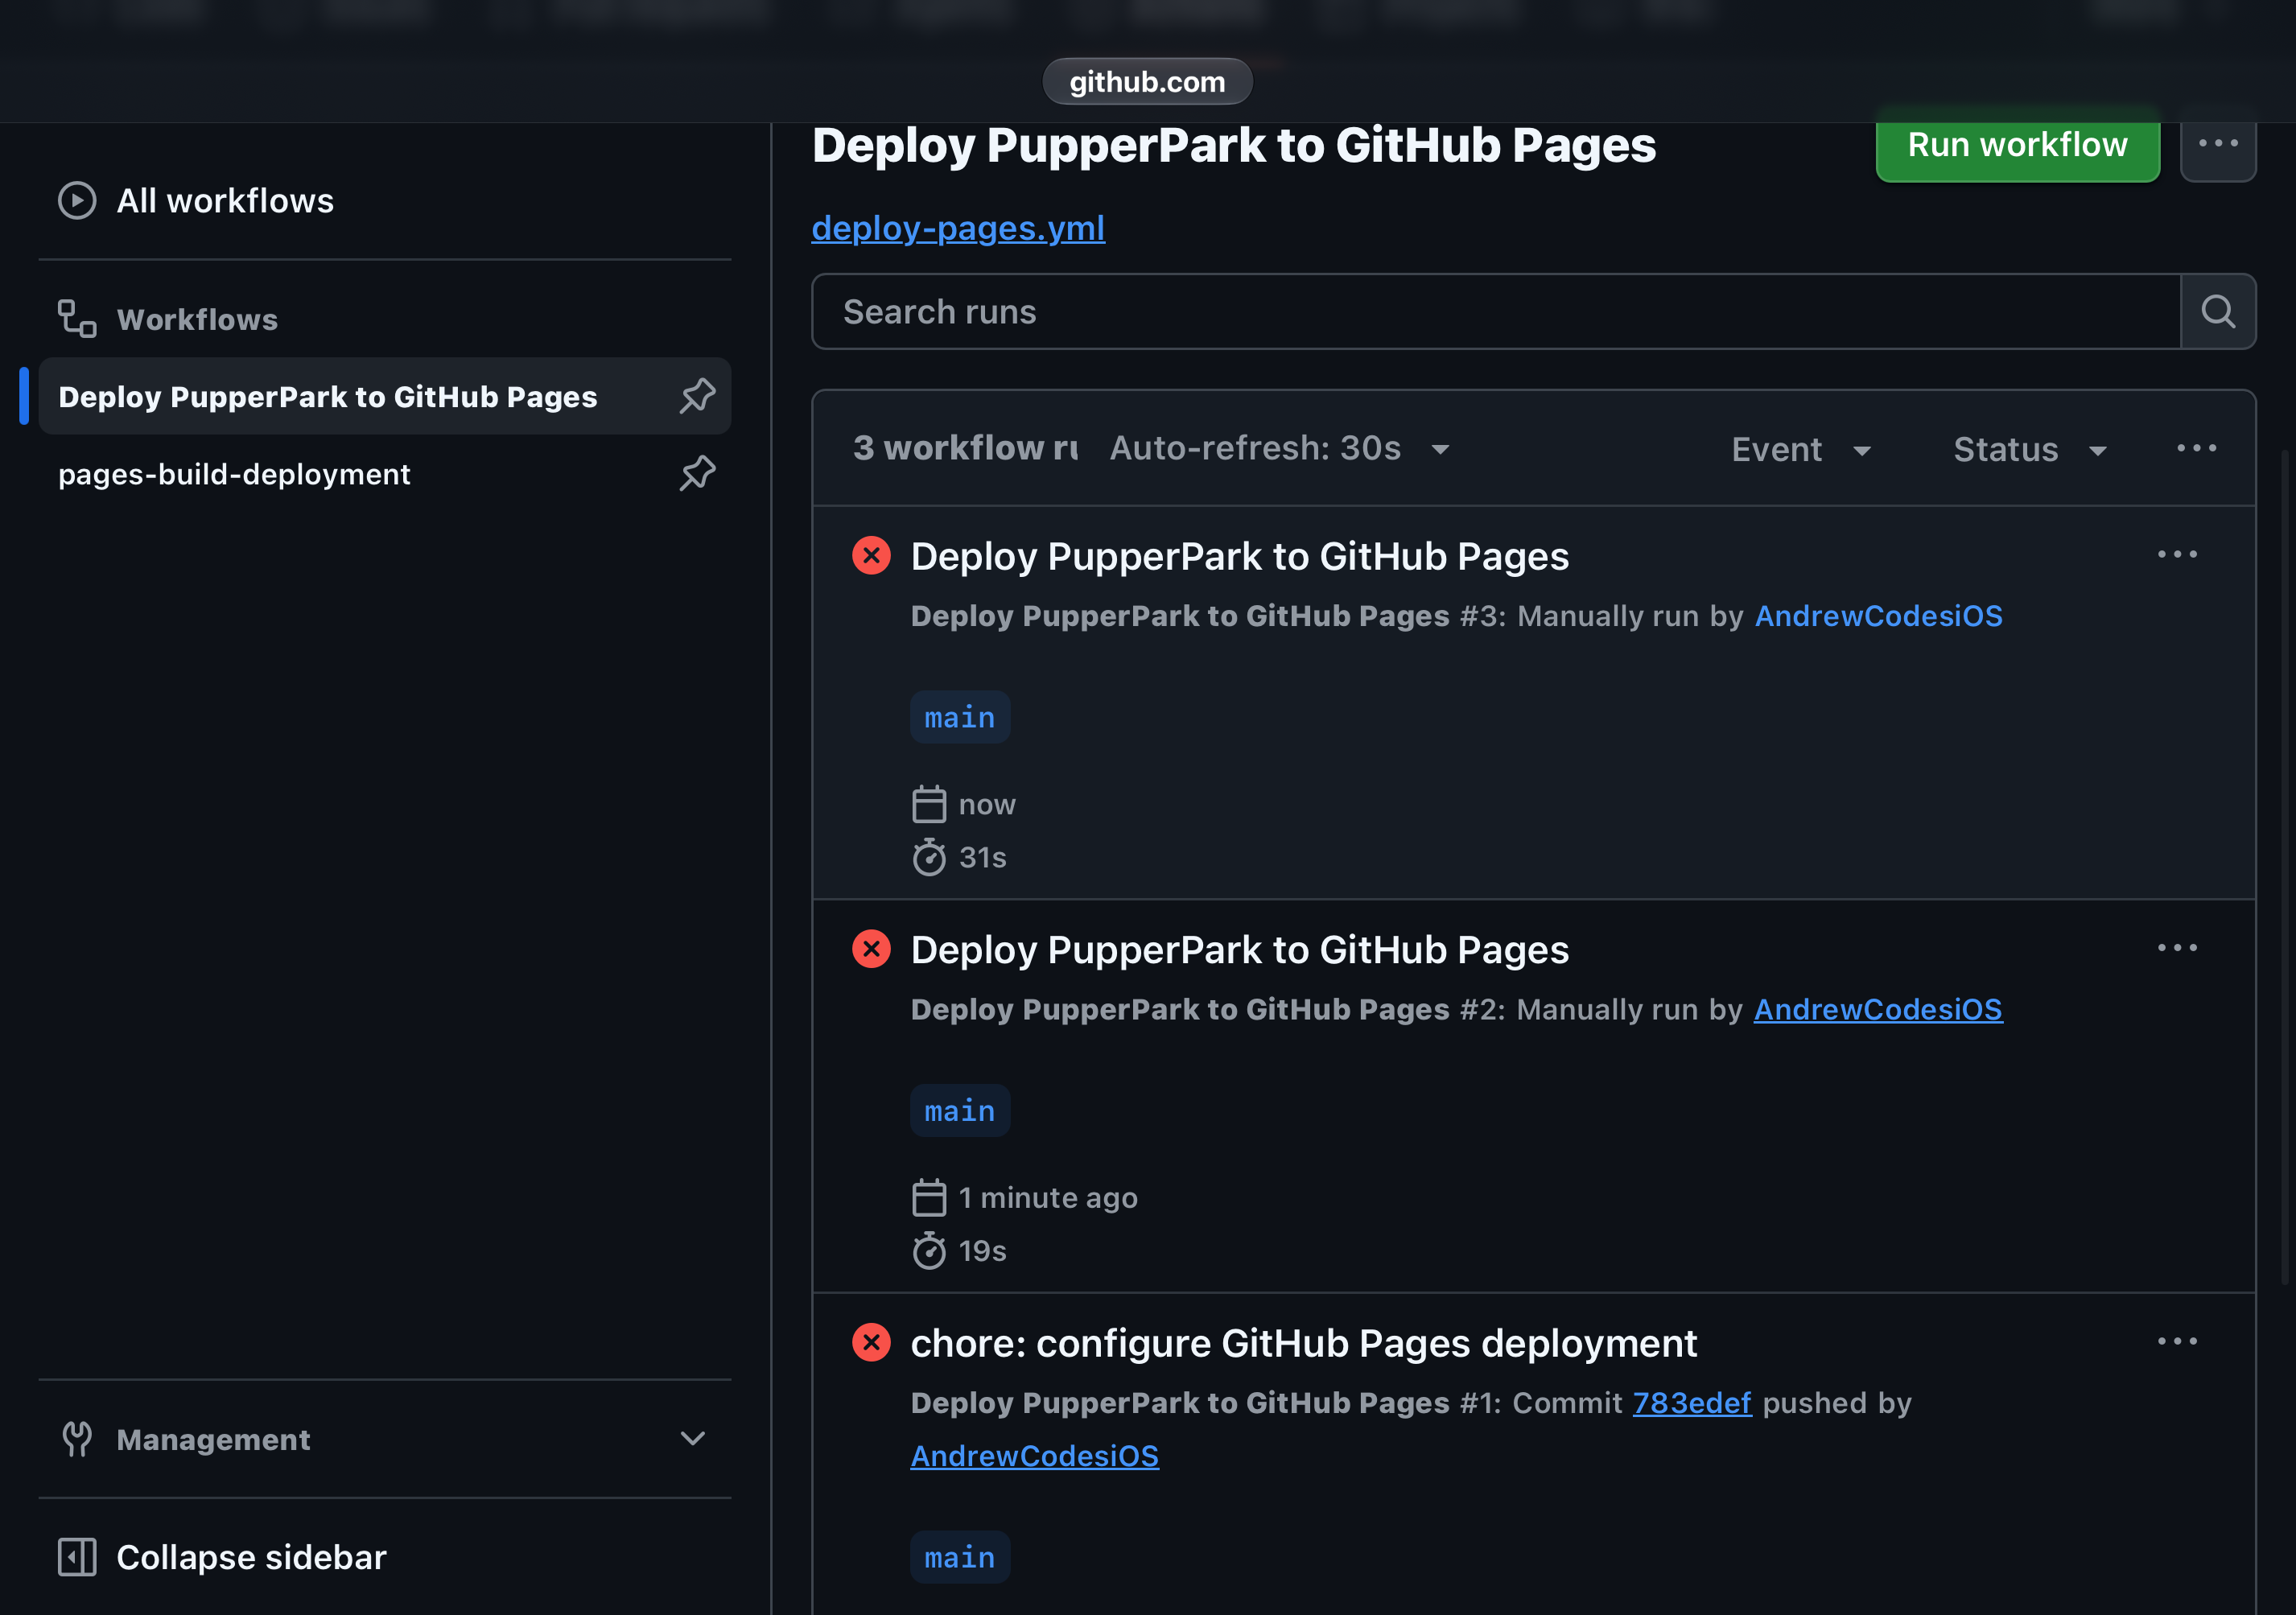 github.com
Deploy PupperPark to GitHub Pages
Run workflow
deploy-pages.yml
Search runs
All workflows
Workflows
Deploy PupperPark to GitHub Pages
pages-build-deployment
Management
Collapse sidebar
3 workflow ru Auto-refresh: 30s Event Status
Deploy PupperPark to GitHub Pages
Deploy PupperPark to GitHub Pages #3: Manually run by AndrewCodesiOS
main
now
31s
Deploy PupperPark to GitHub Pages
Deploy PupperPark to GitHub Pages #2: Manually run by AndrewCodesiOS
main
1 minute ago
19s
chore: configure GitHub Pages deployment
Deploy PupperPark to GitHub Pages #1: Commit 783edef pushed by
AndrewCodesiOS
main